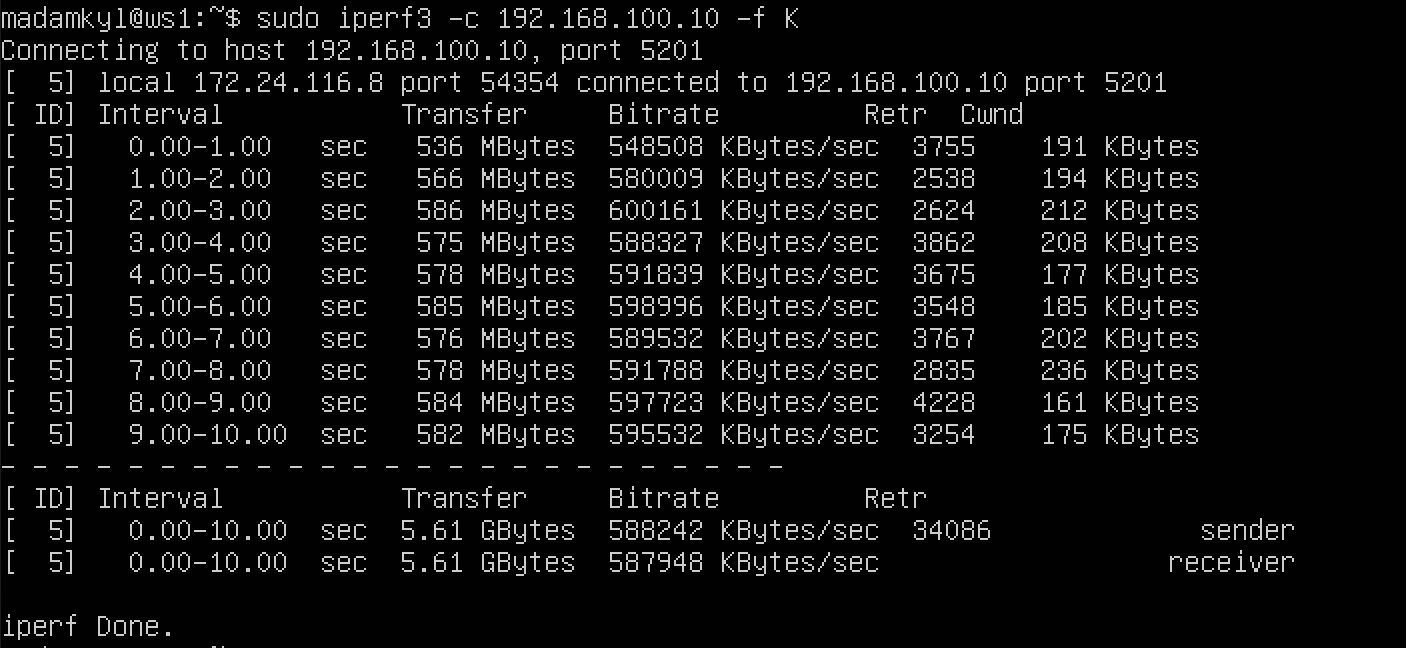 madamkyl@ws1:~$ sudo iperf3 -c 192.168.100.10 -f K
Connecting to host 192.168.100.10, port 5201
[  5] local 172.24.116.8 port 54354 connected to 192.168.100.10 port 5201
[ ID] Interval           Transfer     Bitrate         Retr  Cwnd
[  5]   0.00-1.00   sec   536 MBytes  548508 KBytes/sec  3755    191 KBytes
[  5]   1.00-2.00   sec   566 MBytes  580009 KBytes/sec  2538    194 KBytes
[  5]   2.00-3.00   sec   586 MBytes  600161 KBytes/sec  2624    212 KBytes
[  5]   3.00-4.00   sec   575 MBytes  588327 KBytes/sec  3862    208 KBytes
[  5]   4.00-5.00   sec   578 MBytes  591839 KBytes/sec  3675    177 KBytes
[  5]   5.00-6.00   sec   585 MBytes  598996 KBytes/sec  3548    185 KBytes
[  5]   6.00-7.00   sec   576 MBytes  589532 KBytes/sec  3767    202 KBytes
[  5]   7.00-8.00   sec   578 MBytes  591788 KBytes/sec  2835    236 KBytes
[  5]   8.00-9.00   sec   584 MBytes  597723 KBytes/sec  4228    161 KBytes
[  5]   9.00-10.00  sec   582 MBytes  595532 KBytes/sec  3254    175 KBytes
- - - - - - - - - - - - - - - - - - - - - - - - -
[ ID] Interval           Transfer     Bitrate         Retr
[  5]   0.00-10.00  sec  5.61 GBytes  588242 KBytes/sec  34086             sender
[  5]   0.00-10.00  sec  5.61 GBytes  587948 KBytes/sec                  receiver
iperf Done.